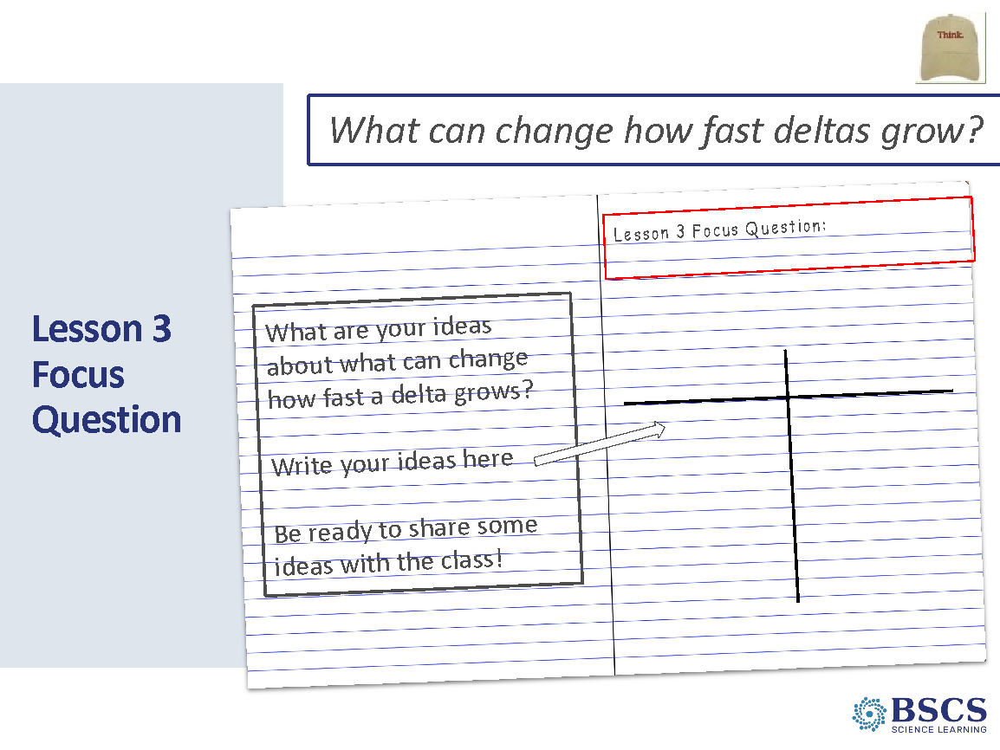 Think.
What can change how fast deltas grow?
Lesson 3
Focus
Question
Lesson 3 Focus Question:
What are your ideas
about what can change
how fast a delta grows?
Write your ideas here
Be ready to share some
ideas with the class!
BSCS
SCIENCE LEARNING